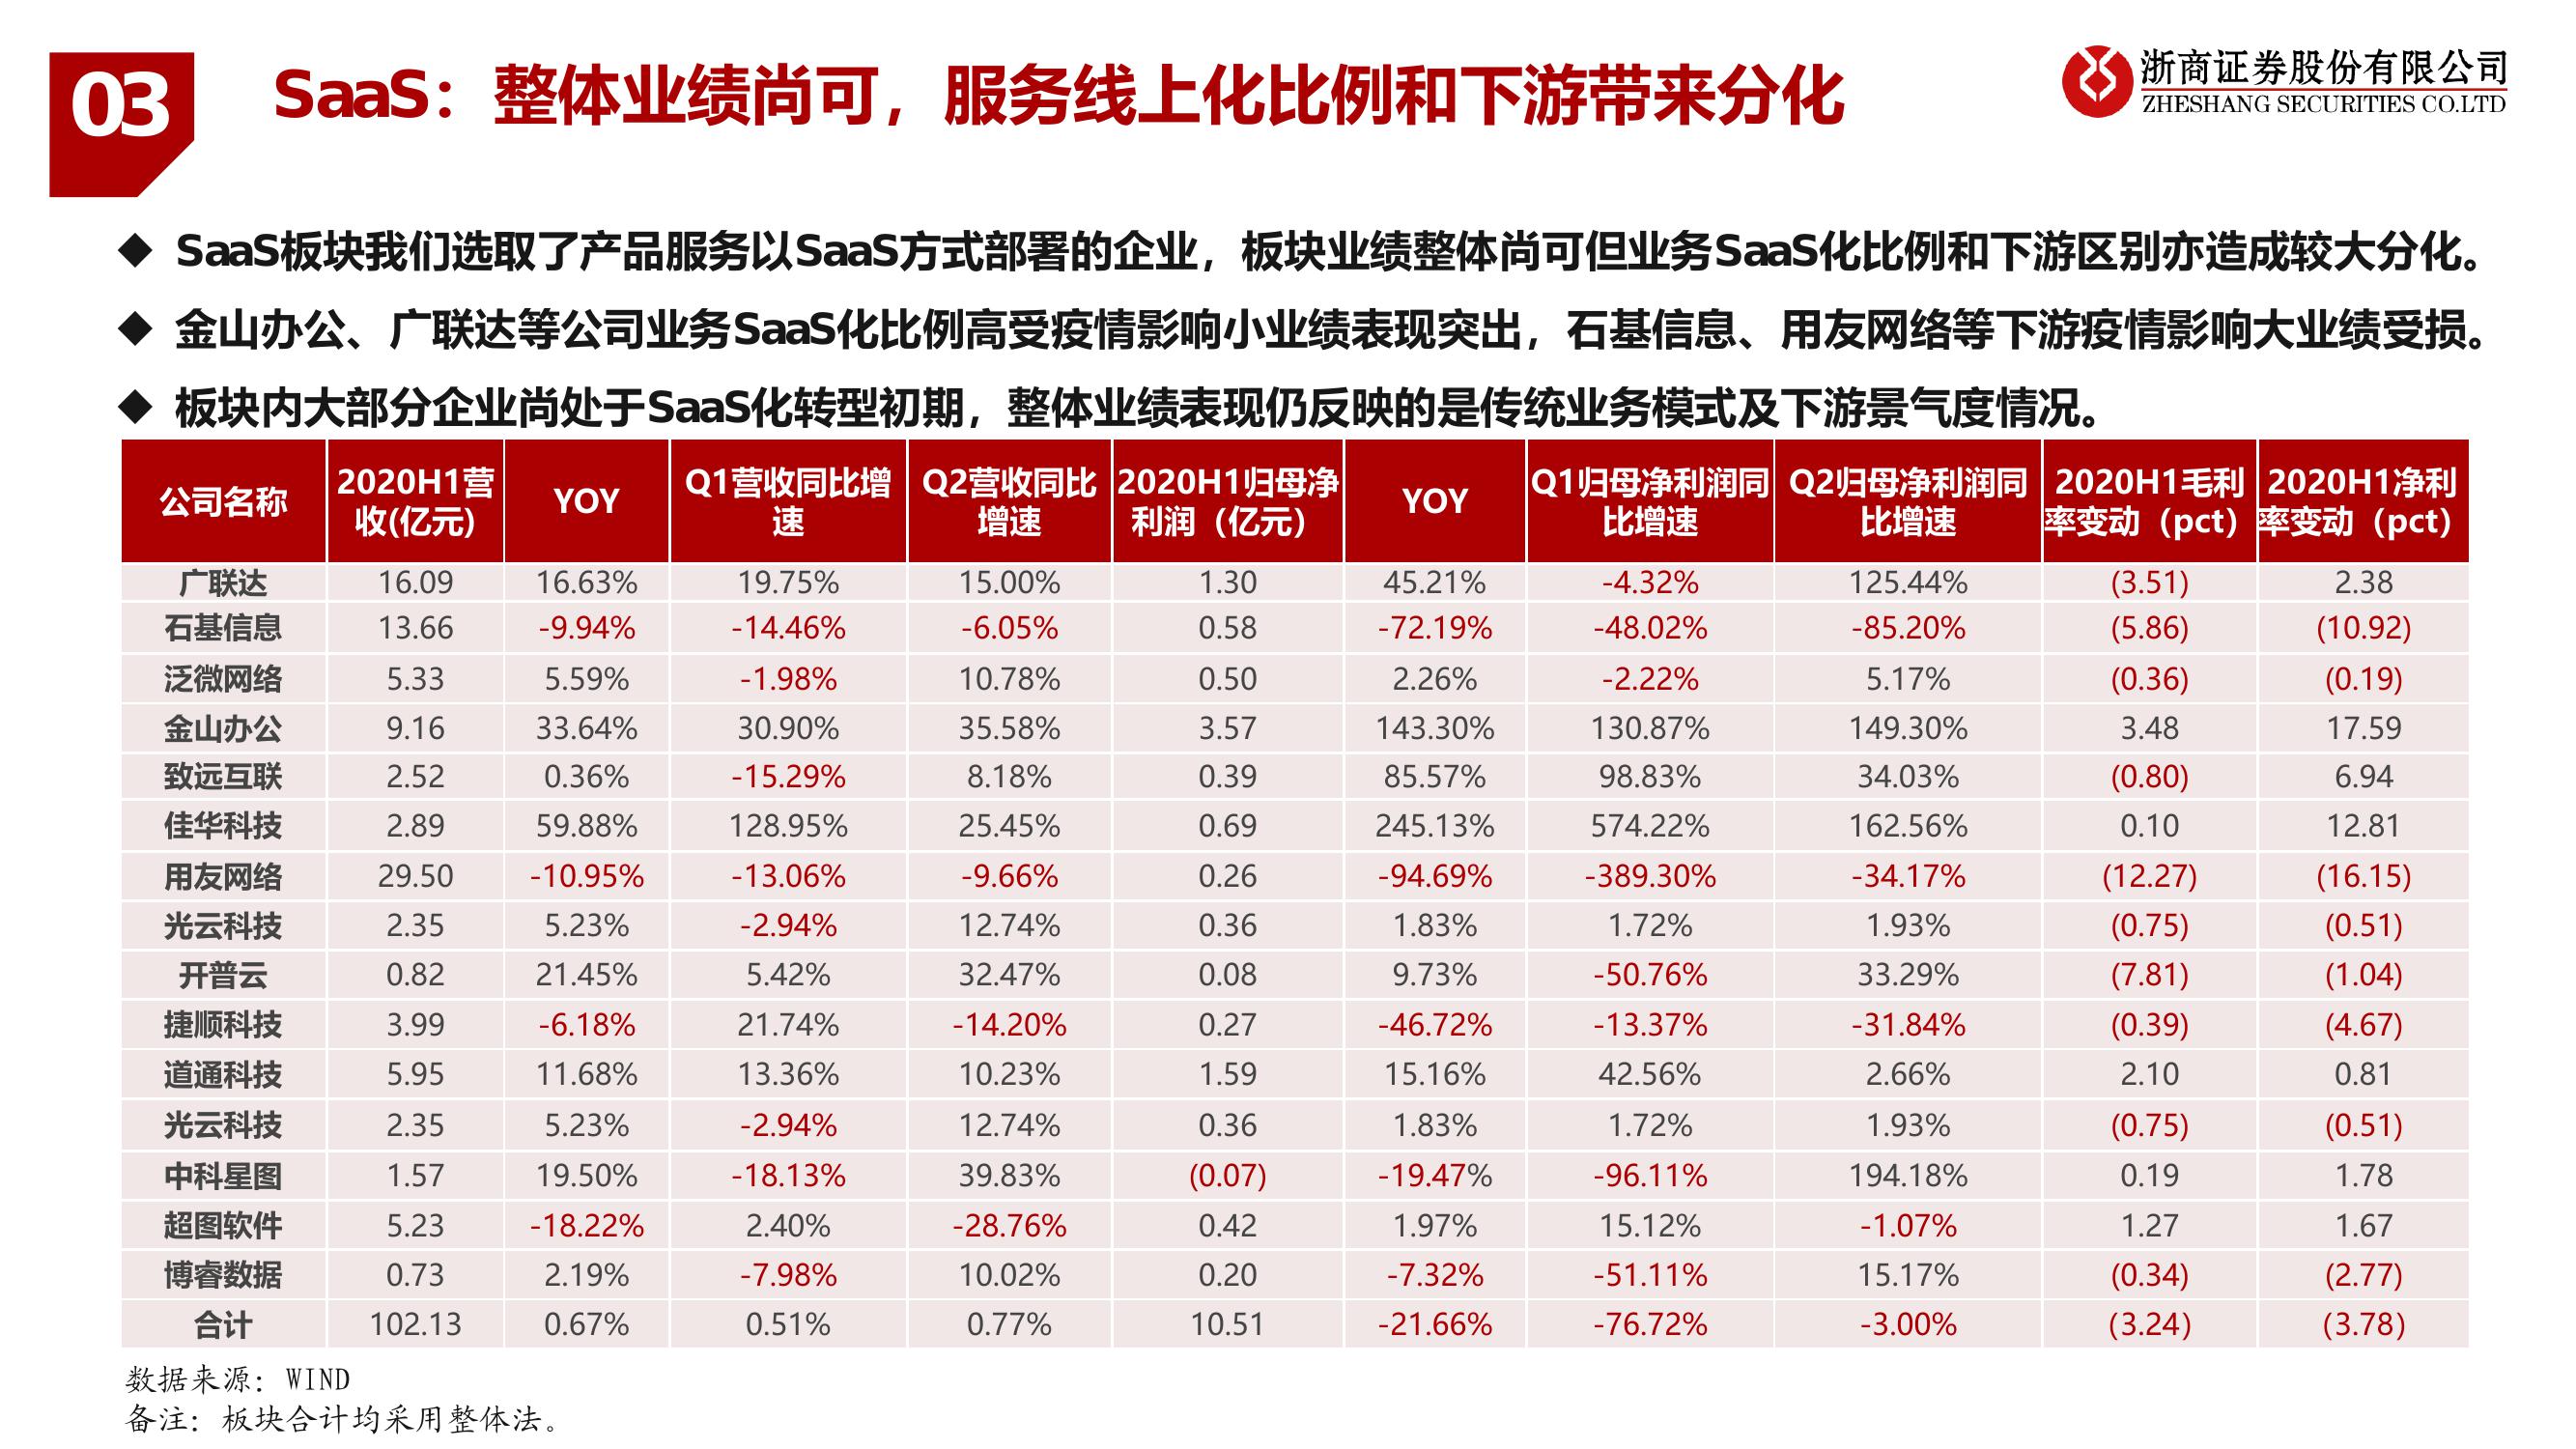 03
SaaS：整体业绩尚可，服务线上化比例和下游带来分化
浙商证券股份有限公司
ZHESHANG SECURITIES CO.LTD
◆ SaaS板块我们选取了产品服务以SaaS方式部署的企业，板块业绩整体尚可但业务SaaS化比例和下游区别亦造成较大分化。
◆ 金山办公、广联达等公司业务SaaS化比例高受疫情影响小业绩表现突出，石基信息、用友网络等下游疫情影响大业绩受损。
◆ 板块内大部分企业尚处于SaaS化转型初期，整体业绩表现仍反映的是传统业务模式及下游景气度情况。
公司名称 2020H1营收(亿元) YOY Q1营收同比增速 Q2营收同比增速 2020H1归母净利润（亿元） YOY Q1归母净利润同比增速 Q2归母净利润同比增速 2020H1毛利率变动（pct） 2020H1净利率变动（pct）
广联达 16.09 16.63% 19.75% 15.00% 1.30 45.21% -4.32% 125.44% (3.51) 2.38
石基信息 13.66 -9.94% -14.46% -6.05% 0.58 -72.19% -48.02% -85.20% (5.86) (10.92)
泛微网络 5.33 5.59% -1.98% 10.78% 0.50 2.26% -2.22% 5.17% (0.36) (0.19)
金山办公 9.16 33.64% 30.90% 35.58% 3.57 143.30% 130.87% 149.30% 3.48 17.59
致远互联 2.52 0.36% -15.29% 8.18% 0.39 85.57% 98.83% 34.03% (0.80) 6.94
佳华科技 2.89 59.88% 128.95% 25.45% 0.69 245.13% 574.22% 162.56% 0.10 12.81
用友网络 29.50 -10.95% -13.06% -9.66% 0.26 -94.69% -389.30% -34.17% (12.27) (16.15)
光云科技 2.35 5.23% -2.94% 12.74% 0.36 1.83% 1.72% 1.93% (0.75) (0.51)
开普云 0.82 21.45% 5.42% 32.47% 0.08 9.73% -50.76% 33.29% (7.81) (1.04)
捷顺科技 3.99 -6.18% 21.74% -14.20% 0.27 -46.72% -13.37% -31.84% (0.39) (4.67)
道通科技 5.95 11.68% 13.36% 10.23% 1.59 15.16% 42.56% 2.66% 2.10 0.81
光云科技 2.35 5.23% -2.94% 12.74% 0.36 1.83% 1.72% 1.93% (0.75) (0.51)
中科星图 1.57 19.50% -18.13% 39.83% (0.07) -19.47% -96.11% 194.18% 0.19 1.78
超图软件 5.23 -18.22% 2.40% -28.76% 0.42 1.97% 15.12% -1.07% 1.27 1.67
博睿数据 0.73 2.19% -7.98% 10.02% 0.20 -7.32% -51.11% 15.17% (0.34) (2.77)
合计 102.13 0.67% 0.51% 0.77% 10.51 -21.66% -76.72% -3.00% (3.24) (3.78)
数据来源：WIND
备注：板块合计均采用整体法。